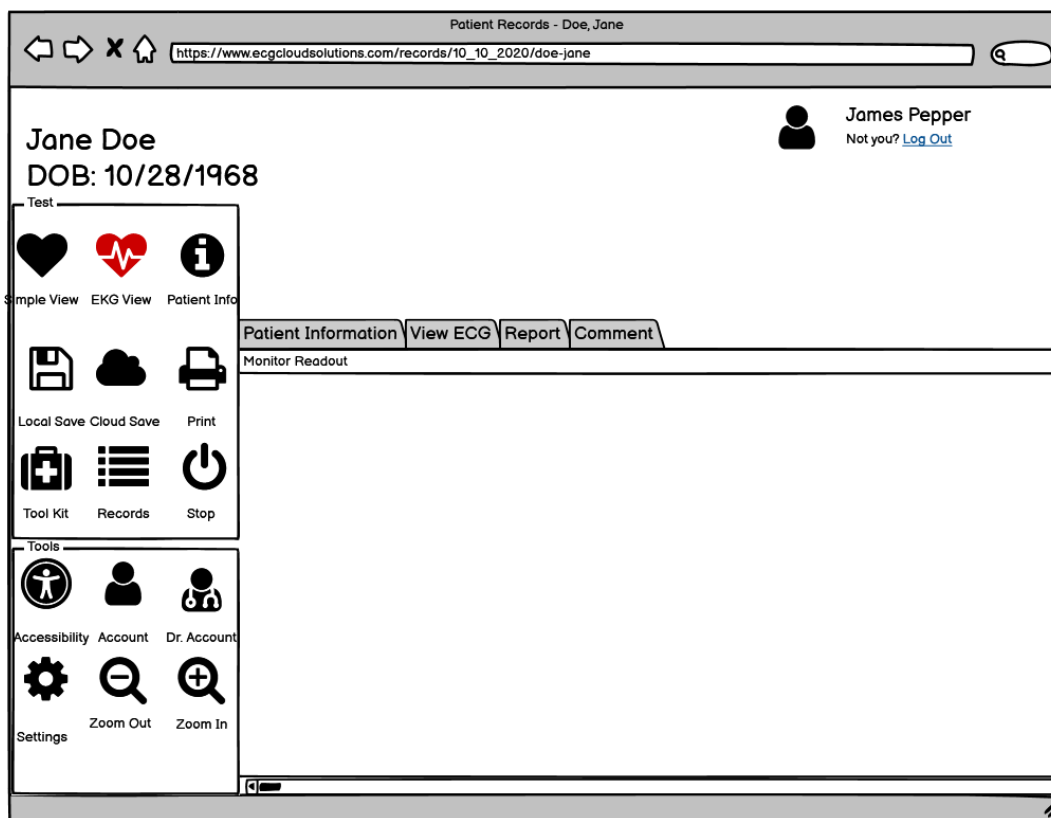 Patient Records - Doe, Jane
https://www.ecgcloudsolutions.com/records/10_10_2020/doe-jane
James Pepper
Not you? Log Out
Jane Doe
DOB: 10/28/1968
Test
Simple View EKG View Patient Info
Patient Information View ECG Report Comment
Monitor Readout
Local Save Cloud Save Print
Tool Kit Records Stop
Tools
Accessibility Account Dr. Account
Zoom Out Zoom In
Settings